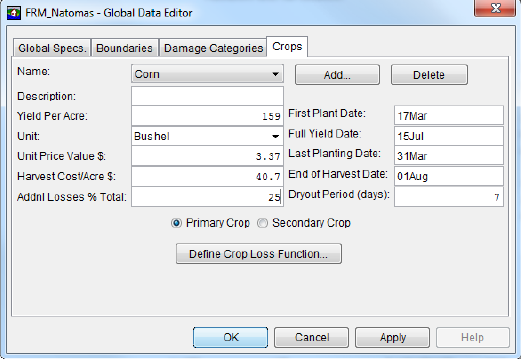 FRM_Natomas - Global Data Editor
Global Specs. Boundaries Damage Categories Crops
Name: Corn Add... Delete
Description:
Yield Per Acre: 159 First Plant Date: 17Mar
Unit: Bushel Full Yield Date: 15Jul
Unit Price Value $: 3.37 Last Planting Date: 31Mar
Harvest Cost/Acre $: 40.7 End of Harvest Date: 01Aug
Addnl Losses % Total: 25 Dryout Period (days): 7
Primary Crop Secondary Crop
Define Crop Loss Function...
OK Cancel Apply Help